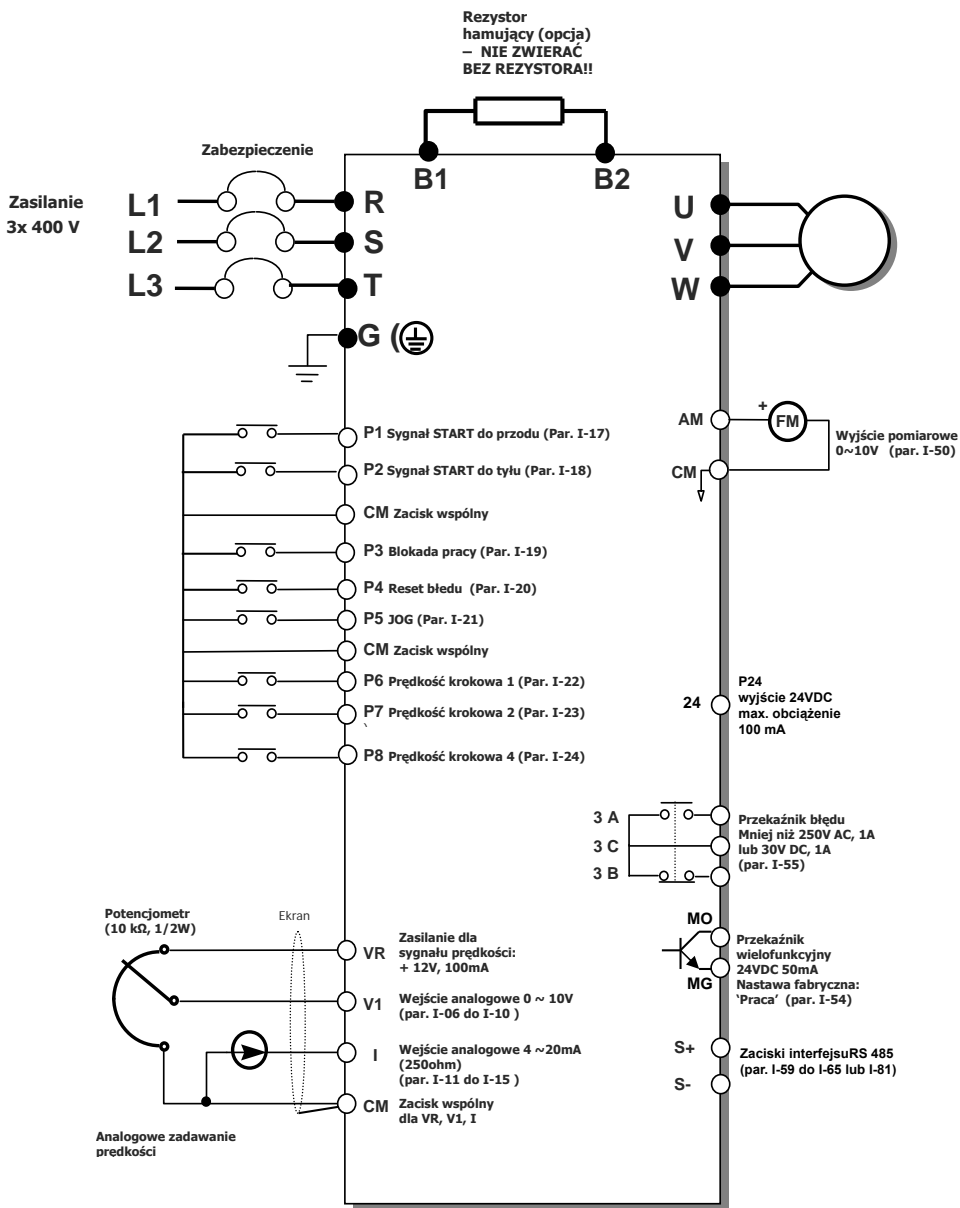 Rezystor
hamujący (opcja)
– NIE ZWIERAĆ
BEZ REZYSTORA!!
Zabezpieczenie
B1
B2
Zasilanie
3x 400 V
L1
R
U
L2
S
V
L3
T
W
G (
AM
+
FM
Wyjście pomiarowe
0~10V (par. I-50)
CM
P1 Sygnał START do przodu (Par. I-17)
P2 Sygnał START do tyłu (Par. I-18)
CM Zacisk wspólny
P3 Blokada pracy (Par. I-19)
P4 Reset błedu (Par. I-20)
P5 JOG (Par. I-21)
CM Zacisk wspólny
P6 Prędkość krokowa 1 (Par. I-22)
P7 Prędkość krokowa 2 (Par. I-23)
`
P8 Prędkość krokowa 4 (Par. I-24)
24
P24
wyjście 24VDC
max. obciążenie
100 mA
3 A
3 C
3 B
Przekaźnik błędu
Mniej niż 250V AC, 1A
lub 30V DC, 1A
(par. I-55)
Potencjometr
(10 kΩ, 1/2W)
Ekran
VR
Zasilanie dla
sygnału prędkości:
+ 12V, 100mA
V1
Wejście analogowe 0 ~ 10V
(par. I-06 do I-10 )
I
Wejście analogowe 4 ~20mA
(250ohm)
(par. I-11 do I-15 )
CM
Zacisk wspólny
dla VR, V1, I
Analogowe zadawanie
prędkości
MO
MG
Przekaźnik
wielofunkcyjny
24VDC 50mA
Nastawa fabryczna:
‘Praca’ (par. I-54)
S+
S-
Zaciski interfejsuRS 485
(par. I-59 do I-65 lub I-81)